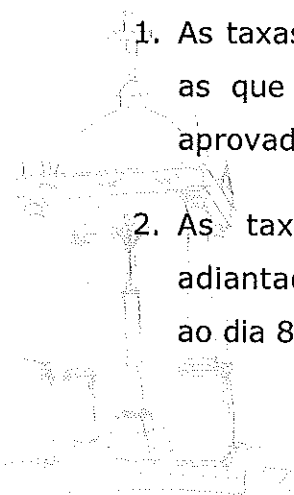 1. As taxas
as que
aprovad
2. As tax
adiantad
ao dia 8